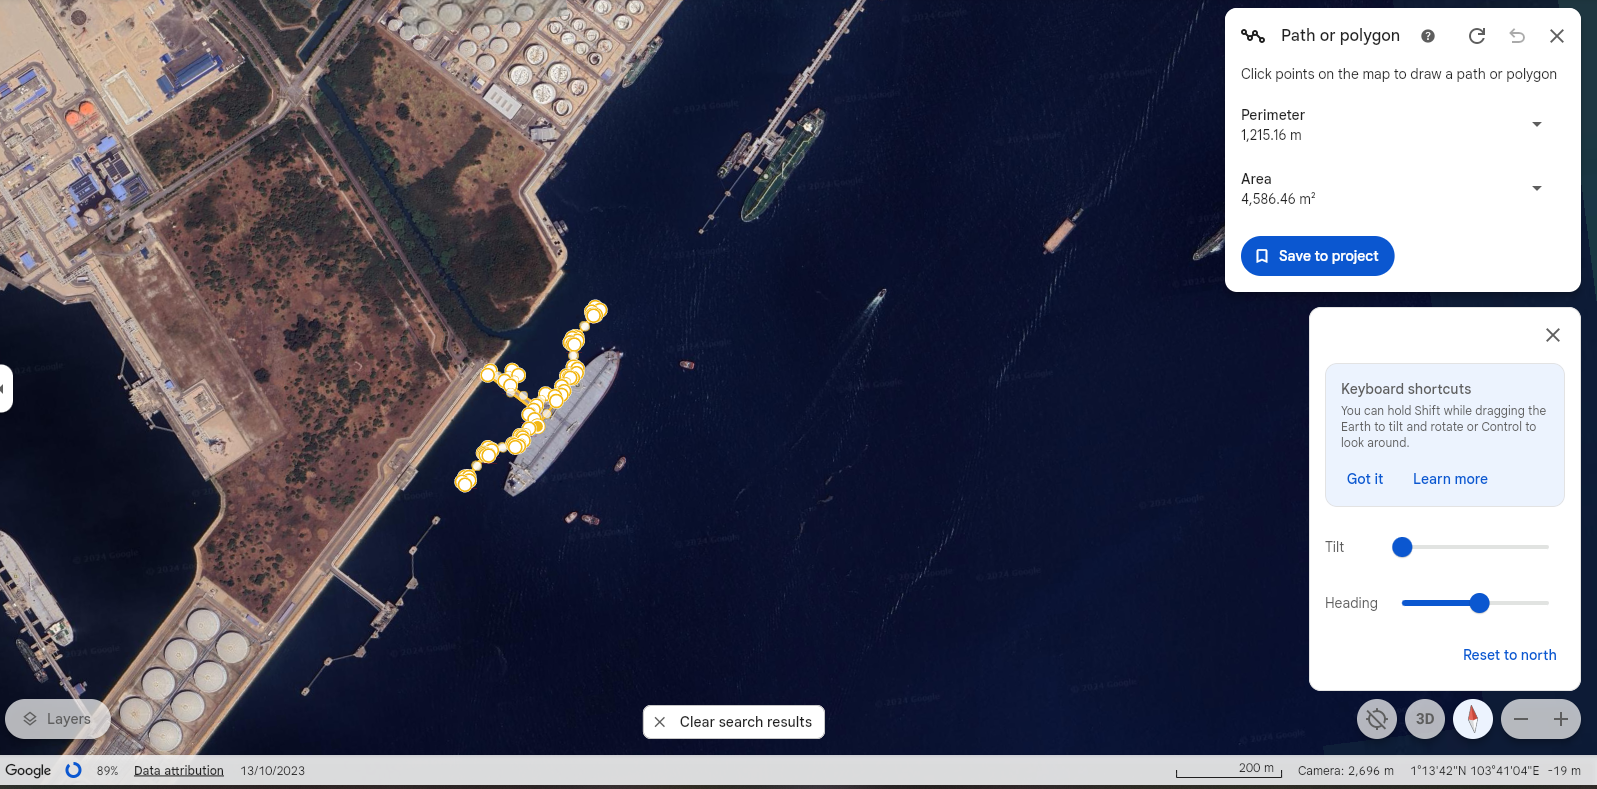 Path or polygon
Click points on the map to draw a path or polygon
Perimeter
1,215.16 m
Area
4,586.46 m²
Save to project
Keyboard shortcuts
You can hold Shift while dragging the
Earth to tilt and rotate or Control to
look around.
Got it
Learn more
Tilt
Heading
Reset to north
Layers
Clear search results
3D
Google
89%
Data attribution
13/10/2023
200 m
Camera: 2,696 m
1°13'42"N 103°41'04"E
-19 m